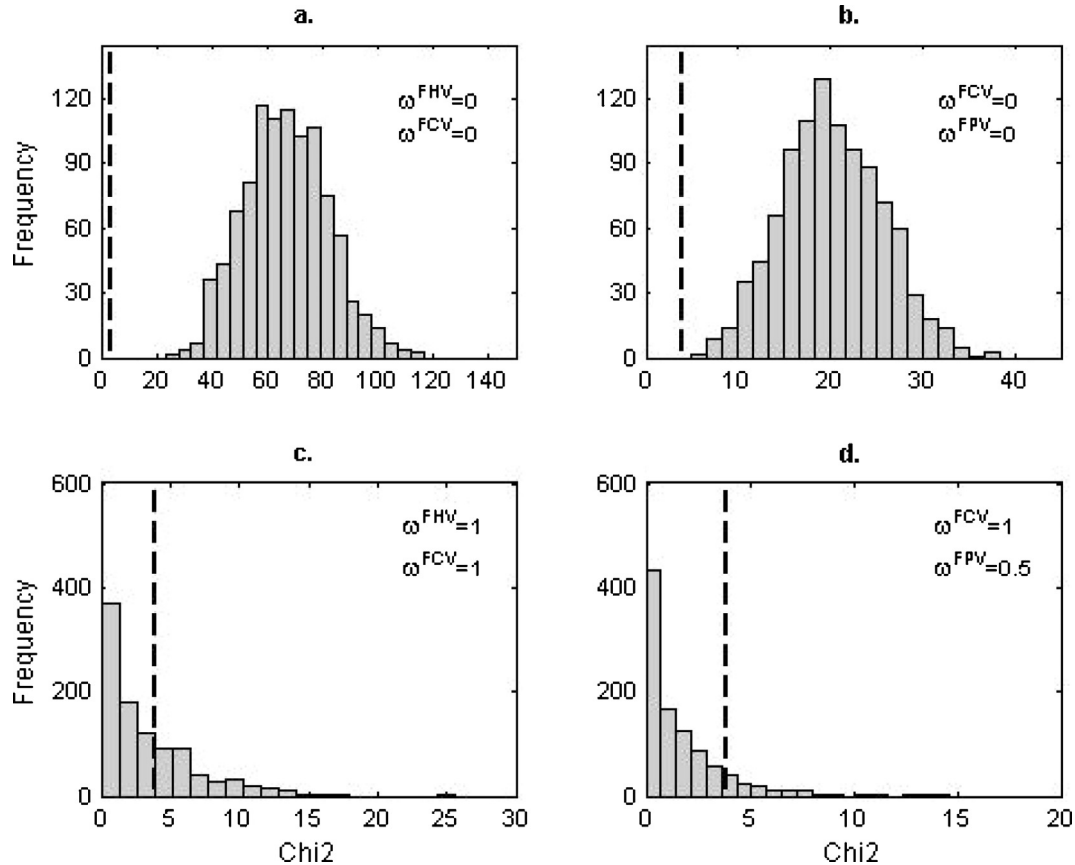 a.
ω^FHV=0
ω^FCV=0
120
90
60
30
0
Frequency
0 20 40 60 80 100 120 140
b.
ω^FCV=0
ω^FPV=0
120
90
60
30
0
0 10 20 30 40
c.
600
ω^FHV=1
ω^FCV=1
400
200
0
Frequency
0 5 10 15 20 25 30
Chi2
d.
600
ω^FCV=1
ω^FPV=0.5
400
200
0
0 5 10 15 20
Chi2